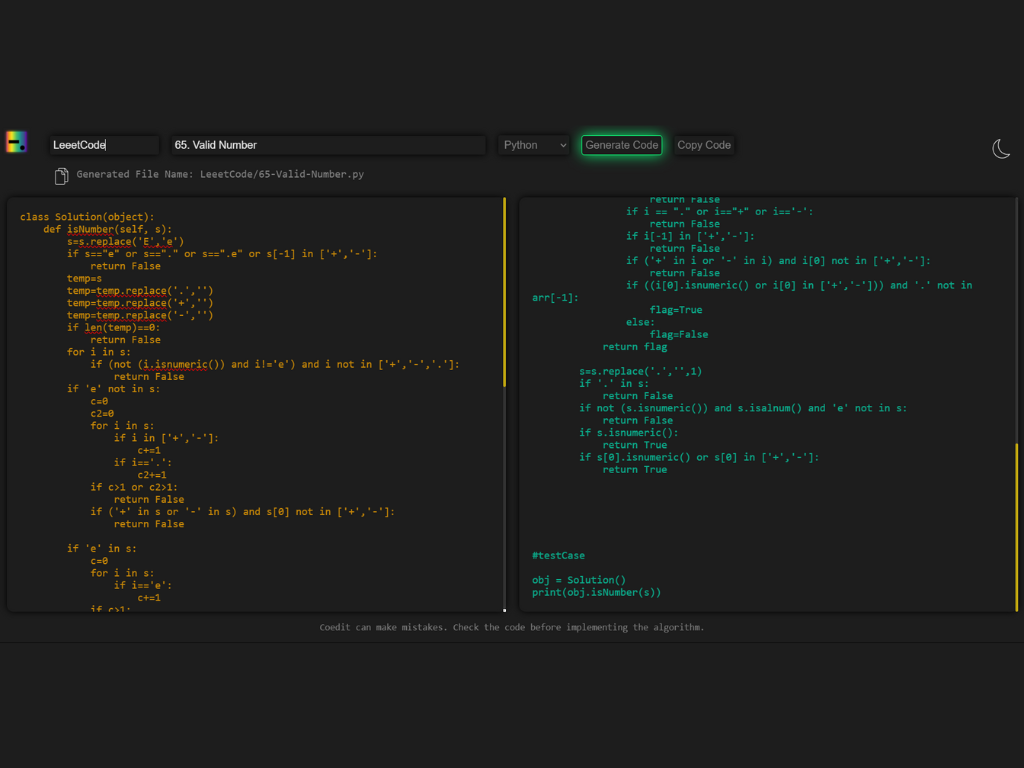 LeeetCode
65. Valid Number
Python
Generate Code
Copy Code
Generated File Name: LeeetCode/65-Valid-Number.py
class Solution(object):
    def isNumber(self, s):
        s=s.replace('E','e')
        if s=="e" or s=="." or s==".e" or s[-1] in ['+','-']:
            return False
        temp=s
        temp=temp.replace('.','')
        temp=temp.replace('+','')
        temp=temp.replace('-','')
        if len(temp)==0:
            return False
        for i in s:
            if (not (i.isnumeric()) and i!='e') and i not in ['+','-','.']:
                return False
        if 'e' not in s:
            c=0
            c2=0
            for i in s:
                if i in ['+','-']:
                    c+=1
                if i=='.':
                    c2+=1
            if c>1 or c2>1:
                return False
            if ('+' in s or '-' in s) and s[0] not in ['+','-']:
                return False

        if 'e' in s:
            c=0
            for i in s:
                if i=='e':
                    c+=1
            if c>1:
                    return False
                if i == "." or i=="+" or i=='-':
                    return False
                if i[-1] in ['+','-']:
                    return False
                if ('+' in i or '-' in i) and i[0] not in ['+','-']:
                    return False
                if ((i[0].isnumeric() or i[0] in ['+','-'])) and '.' not in
arr[-1]:
                    flag=True
                else:
                    flag=False
            return flag

        s=s.replace('.','',1)
        if '.' in s:
            return False
        if not (s.isnumeric()) and s.isalnum() and 'e' not in s:
            return False
        if s.isnumeric():
            return True
        if s[0].isnumeric() or s[0] in ['+','-']:
            return True

#testCase

obj = Solution()
print(obj.isNumber(s))
Coedit can make mistakes. Check the code before implementing the algorithm.